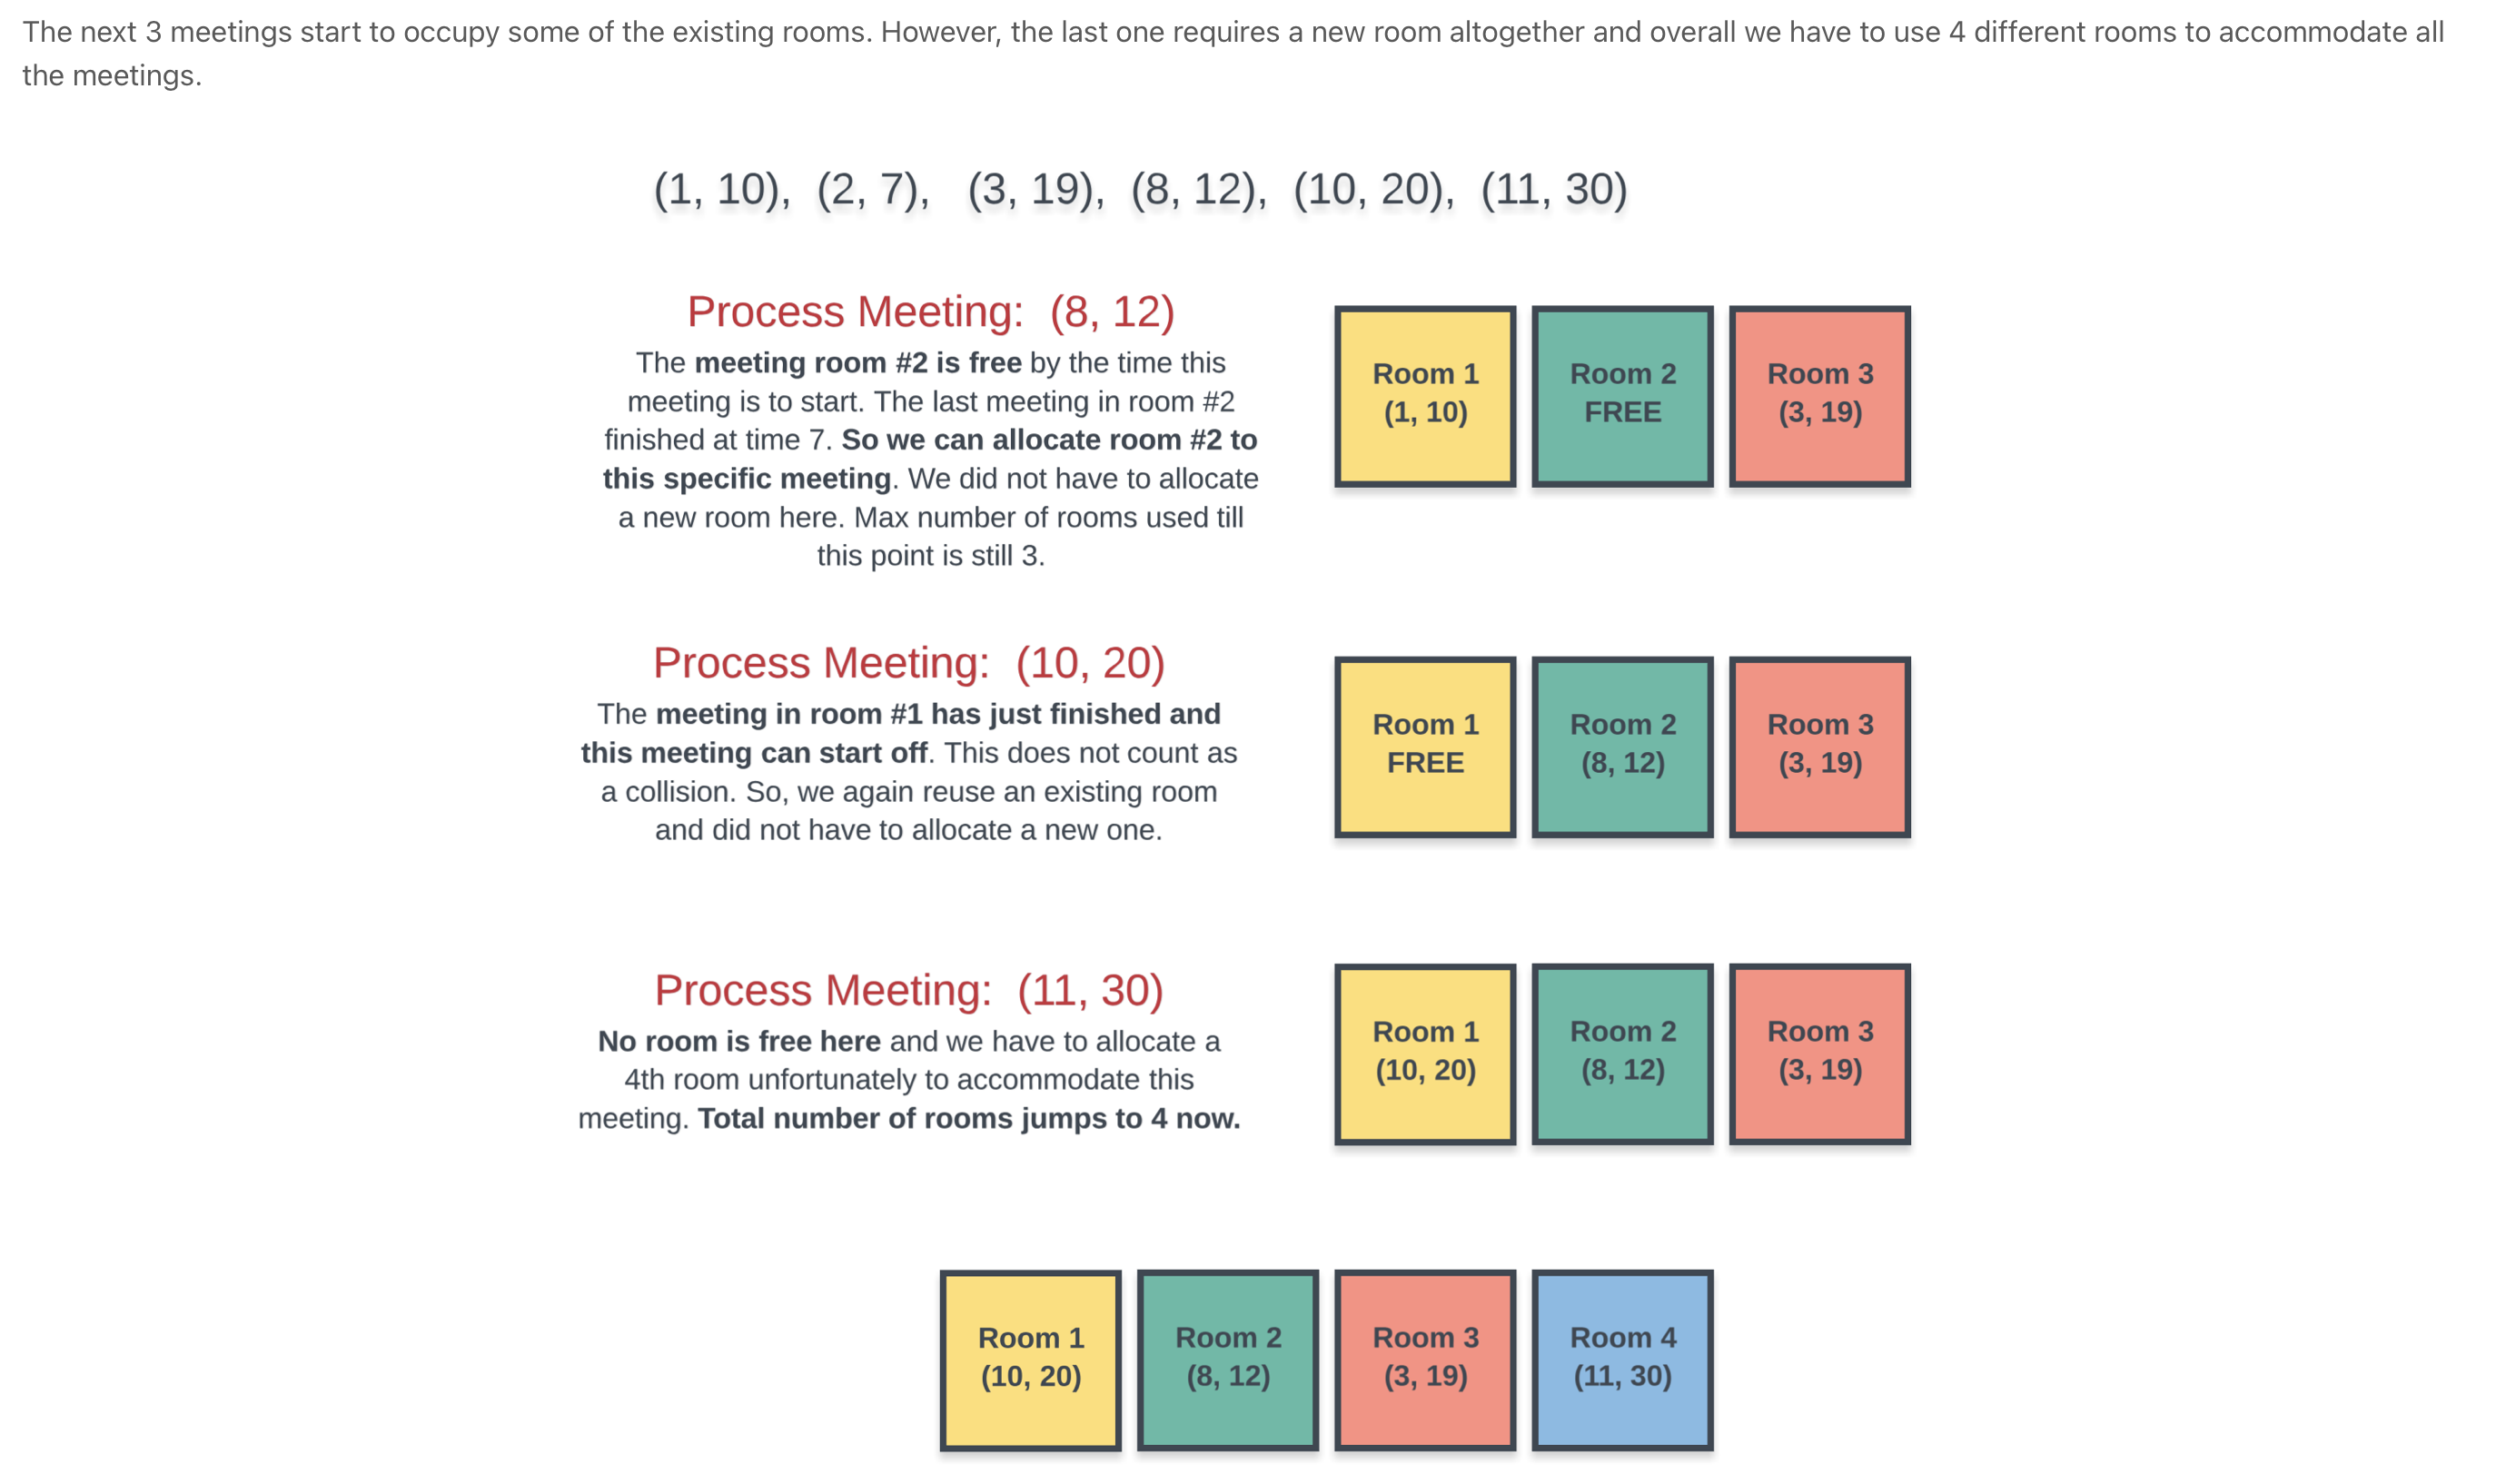 The next 3 meetings start to occupy some of the existing rooms. However, the last one requires a new room altogether and overall we have to use 4 different rooms to accommodate all
the meetings.
(1, 10), (2, 7), (3, 19), (8, 12), (10, 20), (11, 30)
Process Meeting: (8, 12)
The meeting room #2 is free by the time this
meeting is to start. The last meeting in room #2
finished at time 7. So we can allocate room #2 to
this specific meeting. We did not have to allocate
a new room here. Max number of rooms used till
this point is still 3.
Room 1
(1, 10)
Room 2
FREE
Room 3
(3, 19)
Process Meeting: (10, 20)
The meeting in room #1 has just finished and
this meeting can start off. This does not count as
a collision. So, we again reuse an existing room
and did not have to allocate a new one.
Room 1
FREE
Room 2
(8, 12)
Room 3
(3, 19)
Process Meeting: (11, 30)
No room is free here and we have to allocate a
4th room unfortunately to accommodate this
meeting. Total number of rooms jumps to 4 now.
Room 1
(10, 20)
Room 2
(8, 12)
Room 3
(3, 19)
Room 1
(10, 20)
Room 2
(8, 12)
Room 3
(3, 19)
Room 4
(11, 30)